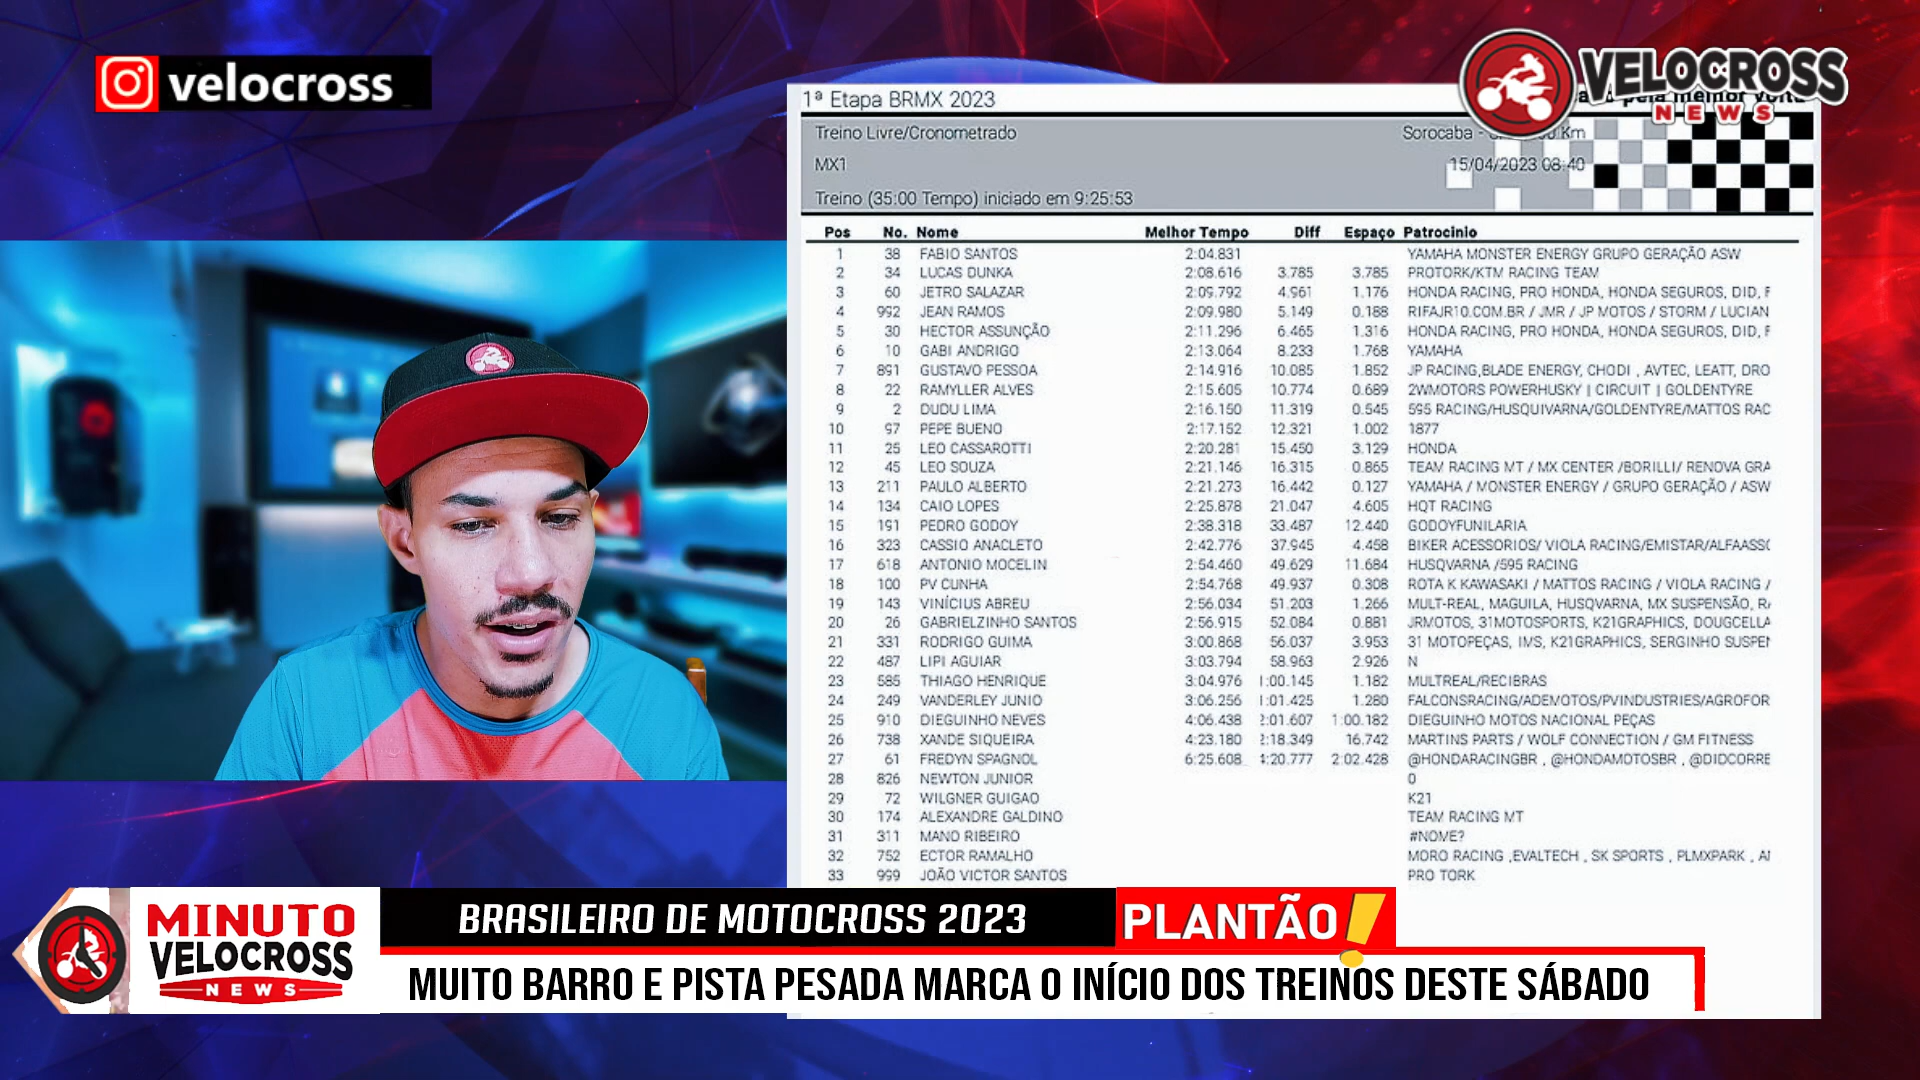 velocross
VELOCROSS
NEWS
1ª Etapa BRMX 2023
Treino Livre/Cronometrado
Sorocaba -
Km
MX1
15/04/2023 08:40
Treino (35:00 Tempo) iniciado em 9:25:53
Pos No. Nome Melhor Tempo Diff Espaço Patrocinio
1 38 FABIO SANTOS 2:04.831 YAMAHA MONSTER ENERGY GRUPO GERAÇÃO ASW
2 34 LUCAS DUNKA 2:08.616 3.785 3.785 PROTORK/KTM RACING TEAM
3 60 JETRO SALAZAR 2:09.792 4.961 1.176 HONDA RACING, PRO HONDA, HONDA SEGUROS, DID, F
4 992 JEAN RAMOS 2:09.980 5.149 0.188 RIFAJR10.COM.BR / JMR / JP MOTOS / STORM / LUCIAN
5 30 HECTOR ASSUNÇÃO 2:11.296 6.465 1.316 HONDA RACING, PRO HONDA, HONDA SEGUROS, DID, F
6 10 GABI ANDRIGO 2:13.064 8.233 1.768 YAMAHA
7 891 GUSTAVO PESSOA 2:14.916 10.085 1.852 JP RACING,BLADE ENERGY, CHODI , AVTEC, LEATT, DRO
8 22 RAMYLLER ALVES 2:15.605 10.774 0.689 2WMOTORS POWERHUSKY | CIRCUIT | GOLDENTYRE
9 2 DUDU LIMA 2:16.150 11.319 0.545 595 RACING/HUSQUIVARNA/GOLDENTYRE/MATTOS RAC
10 97 PEPE BUENO 2:17.152 12.321 1.002 1877
11 25 LEO CASSAROTTI 2:20.281 15.450 3.129 HONDA
12 45 LEO SOUZA 2:21.146 16.315 0.865 TEAM RACING MT / MX CENTER /BORILLI/ RENOVA GRA
13 211 PAULO ALBERTO 2:21.273 16.442 0.127 YAMAHA / MONSTER ENERGY / GRUPO GERAÇÃO / ASW
14 134 CAIO LOPES 2:25.878 21.047 4.605 HQT RACING
15 191 PEDRO GODOY 2:38.318 33.487 12.440 GODOYFUNILARIA
16 323 CASSIO ANACLETO 2:42.776 37.945 4.458 BIKER ACESSORIOS/ VIOLA RACING/EMISTAR/ALFAASSO
17 618 ANTONIO MOCELIN 2:54.460 49.629 11.684 HUSQVARNA /595 RACING
18 100 PV CUNHA 2:54.768 49.937 0.308 ROTA K KAWASAKI / MATTOS RACING / VIOLA RACING /
19 143 VINÍCIUS ABREU 2:56.034 51.203 1.266 MULT-REAL, MAGUILA, HUSQVARNA, MX SUSPENSÃO, RA
20 26 GABRIELZINHO SANTOS 2:56.915 52.084 0.881 JRMOTOS, 31MOTOSPORTS, K21GRAPHICS, DOUGCELLA
21 331 RODRIGO GUIMA 3:00.868 56.037 3.953 31 MOTOPEÇAS, IMS, K21GRAPHICS, SERGINHO SUSPEN
22 487 LIPI AGUIAR 3:03.794 58.963 2.926 N
23 585 THIAGO HENRIQUE 3:04.976 1:00.145 1.182 MULTREAL/RECIBRAS
24 249 VANDERLEY JUNIO 3:06.256 1:01.425 1.280 FALCONSRACING/ADEMOTOS/PVINDUSTRIES/AGROFOR
25 910 DIEGUINHO NEVES 4:06.438 2:01.607 1:00.182 DIEGUINHO MOTOS NACIONAL PEÇAS
26 738 XANDE SIQUEIRA 4:23.180 2:18.349 16.742 MARTINS PARTS / WOLF CONNECTION / GM FITNESS
27 61 FREDYN SPAGNOL 6:25.608 4:20.777 2:02.428 @HONDARACINGBR , @HONDAMOTOSBR , @DIDCORRE
28 826 NEWTON JUNIOR 0
29 72 WILGNER GUIGAO K21
30 174 ALEXANDRE GALDINO TEAM RACING MT
31 311 MANO RIBEIRO #NOME?
32 752 ECTOR RAMALHO MORO RACING ,EVALTECH , SK SPORTS , PLMXPARK , AI
33 999 JOÃO VICTOR SANTOS PRO TORK
BRASILEIRO DE MOTOCROSS 2023
PLANTÃO!
MINUTO
VELOCROSS
NEWS
MUITO BARRO E PISTA PESADA MARCA O INÍCIO DOS TREINOS DESTE SÁBADO